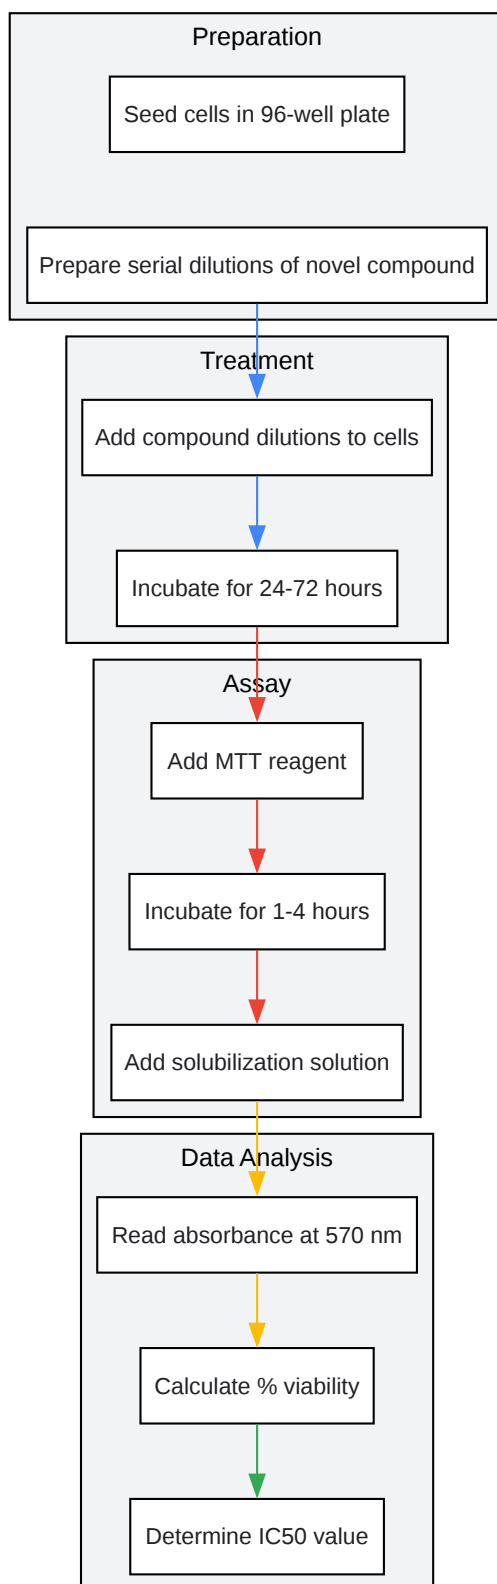 Preparation
Seed cells in 96-well plate
Prepare serial dilutions of novel compound
Treatment
Add compound dilutions to cells
Incubate for 24-72 hours
Assay
Add MTT reagent
Incubate for 1-4 hours
Add solubilization solution
Data Analysis
Read absorbance at 570 nm
Calculate % viability
Determine IC50 value